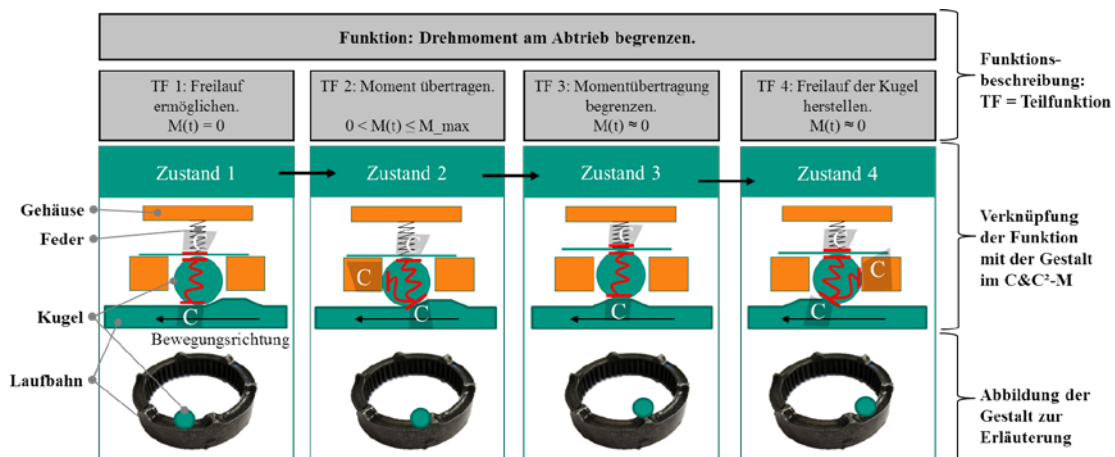 Funktion: Drehmoment am Abtrieb begrenzen.
TF 1: Freilauf
ermöglichen.
M(t) = 0
TF 2: Moment übertragen.
0 < M(t) ≤ M_max
TF 3: Momentübertragung
begrenzen.
M(t) ≈ 0
TF 4: Freilauf der Kugel
herstellen.
M(t) ≈ 0
Funktions-
beschreibung:
TF = Teilfunktion
Zustand 1
Zustand 2
Zustand 3
Zustand 4
Gehäuse
Feder
Kugel
Laufbahn
C
C
Bewegungsrichtung
C
C
C
C
C
C
C
C
Verknüpfung
der Funktion
mit der Gestalt
im C&C²-M
Abbildung der
Gestalt zur
Erläuterung